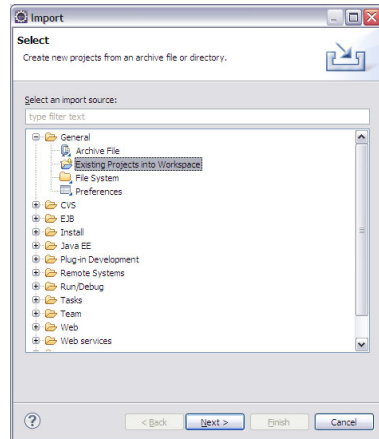 Import
Select
Create new projects from an archive file or directory.
Select an import source:
type filter text
General
Archive File
Existing Projects into Workspace
File System
Preferences
CVS
EJB
Install
Java EE
Plug-in Development
Remote Systems
Run/Debug
Tasks
Team
Web
Web services
? < Back Next > Finish Cancel